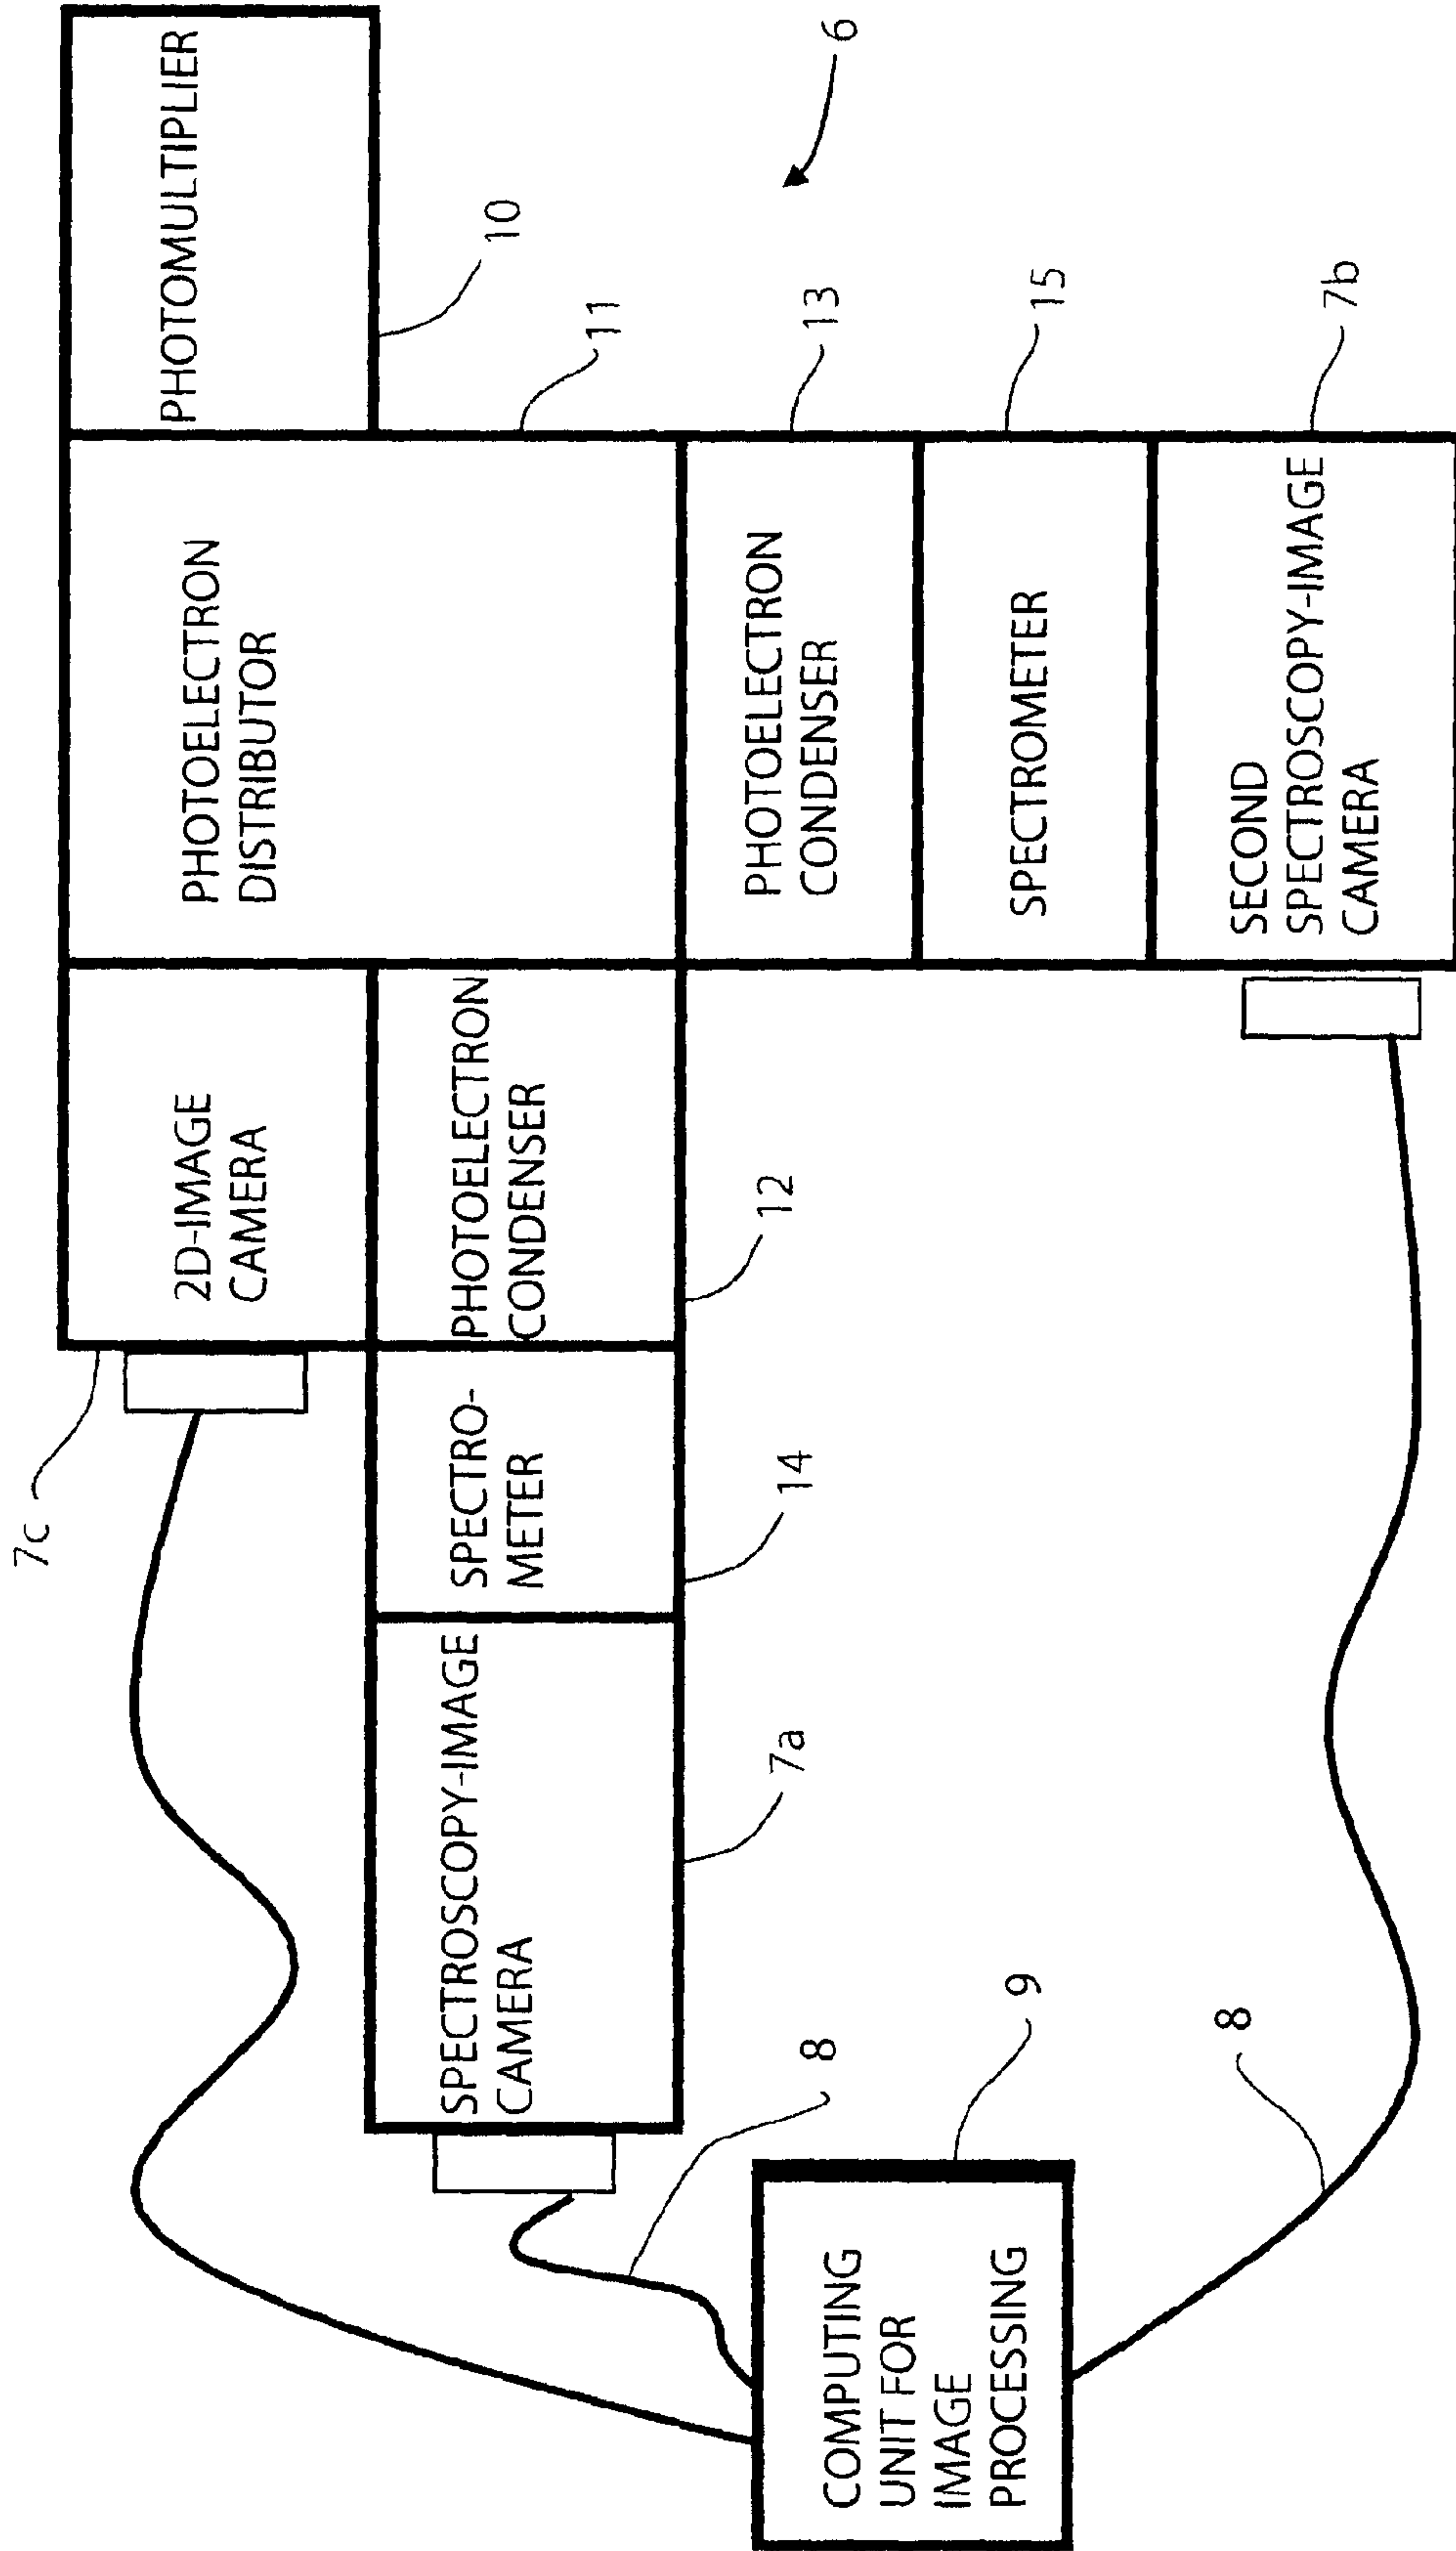 7c
2D-IMAGE
CAMERA
PHOTOELECTRON
DISTRIBUTOR
PHOTOMULTIPLIER
SPECTROSCOPY-IMAGE
CAMERA
SPECTRO-
METER
PHOTOELECTRON
CONDENSER
10
11
12
14
7a
8
6
COMPUTING
UNIT FOR
IMAGE
PROCESSING
9
PHOTOELECTRON
CONDENSER
13
SPECTROMETER
15
8
SECOND
SPECTROSCOPY-IMAGE
CAMERA
7b